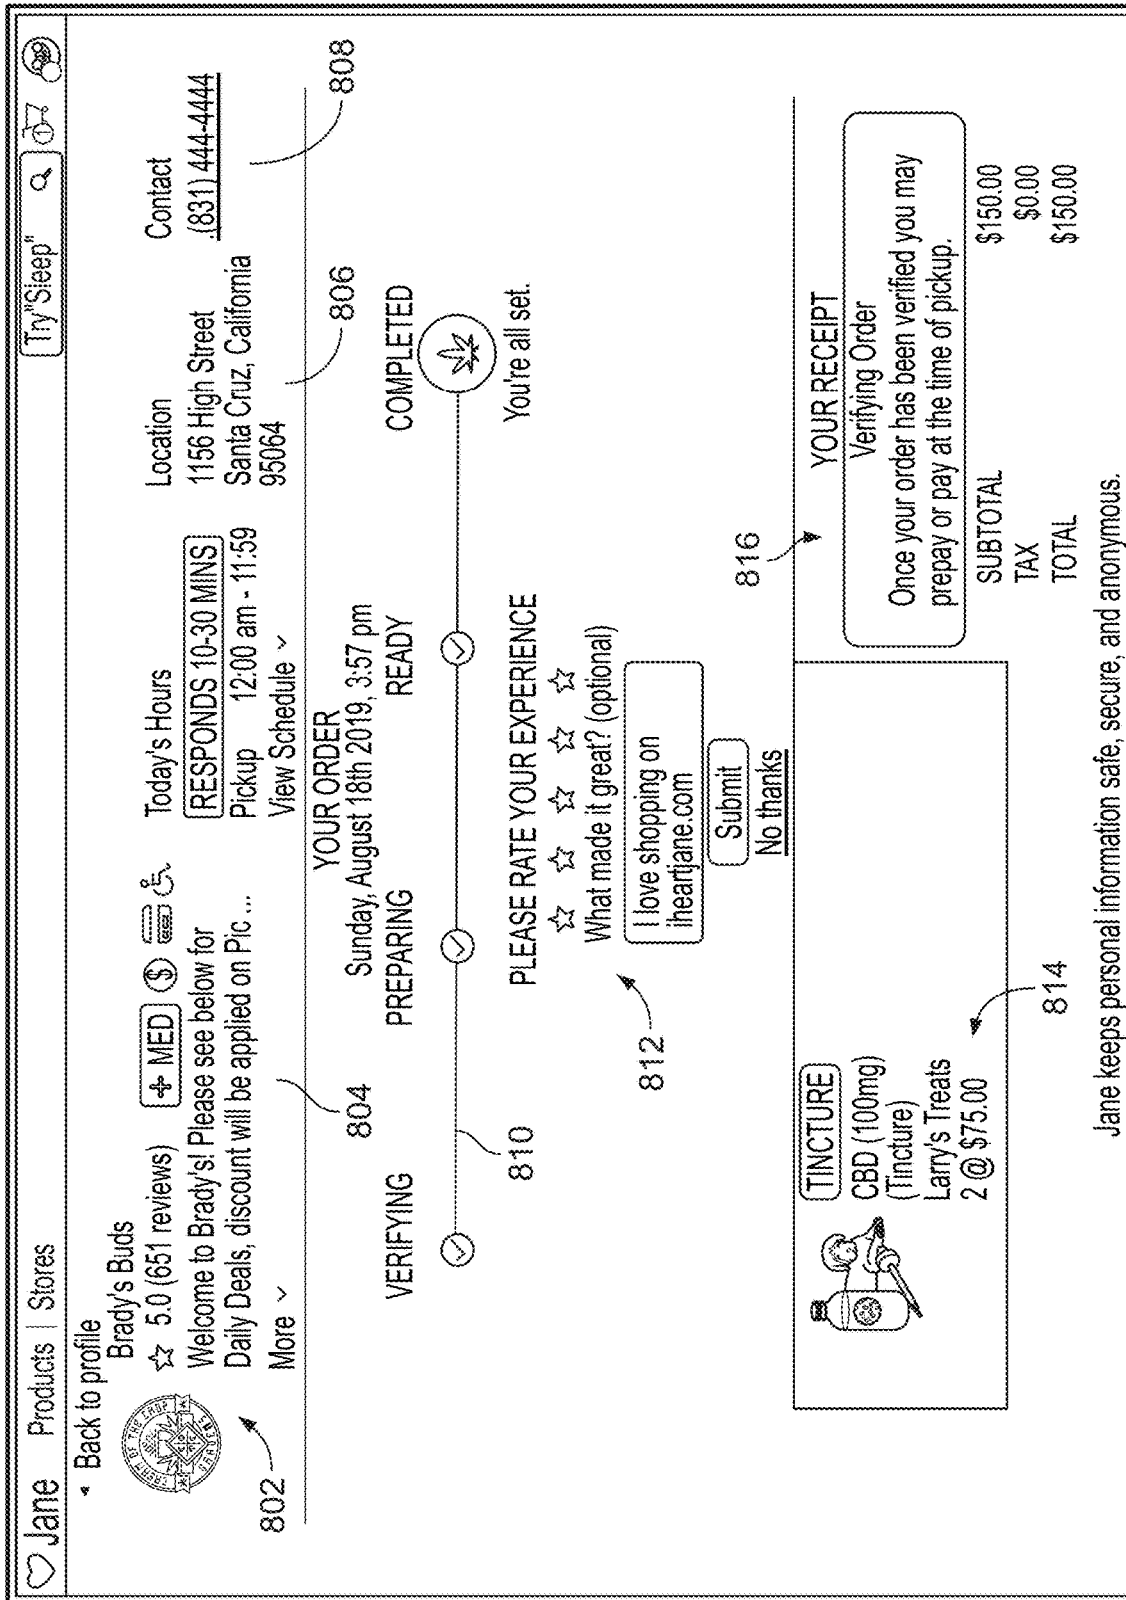 Jane Products | Stores
Try"Sleep"
1
Back to profile
Brady's Buds
5.0 (651 reviews)
+ MED $
Welcome to Brady's! Please see below for
Daily Deals, discount will be applied on Pic ...
More
Today's Hours
RESPONDS 10-30 MINS
Pickup 12:00 am - 11:59
View Schedule
Location
1156 High Street
Santa Cruz, California
95064
Contact
(831) 444-4444
802
804
806
808
YOUR ORDER
Sunday, August 18th 2019, 3:57 pm
VERIFYING
PREPARING
READY
COMPLETED
You're all set.
810
PLEASE RATE YOUR EXPERIENCE
What made it great? (optional)
I love shopping on
iheartjane.com
Submit
No thanks
812
816
TINCTURE
CBD (100mg)
(Tincture)
Larry's Treats
2 @ $75.00
814
YOUR RECEIPT
Verifying Order
Once your order has been verified you may
prepay or pay at the time of pickup.
SUBTOTAL $150.00
TAX $0.00
TOTAL $150.00
Jane keeps personal information safe, secure, and anonymous.